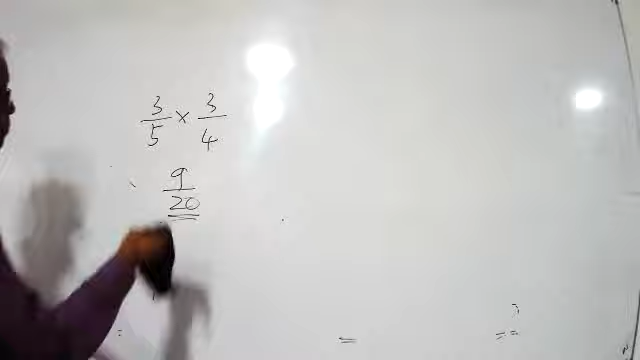 3/5 × 3/4
9/20
=
==